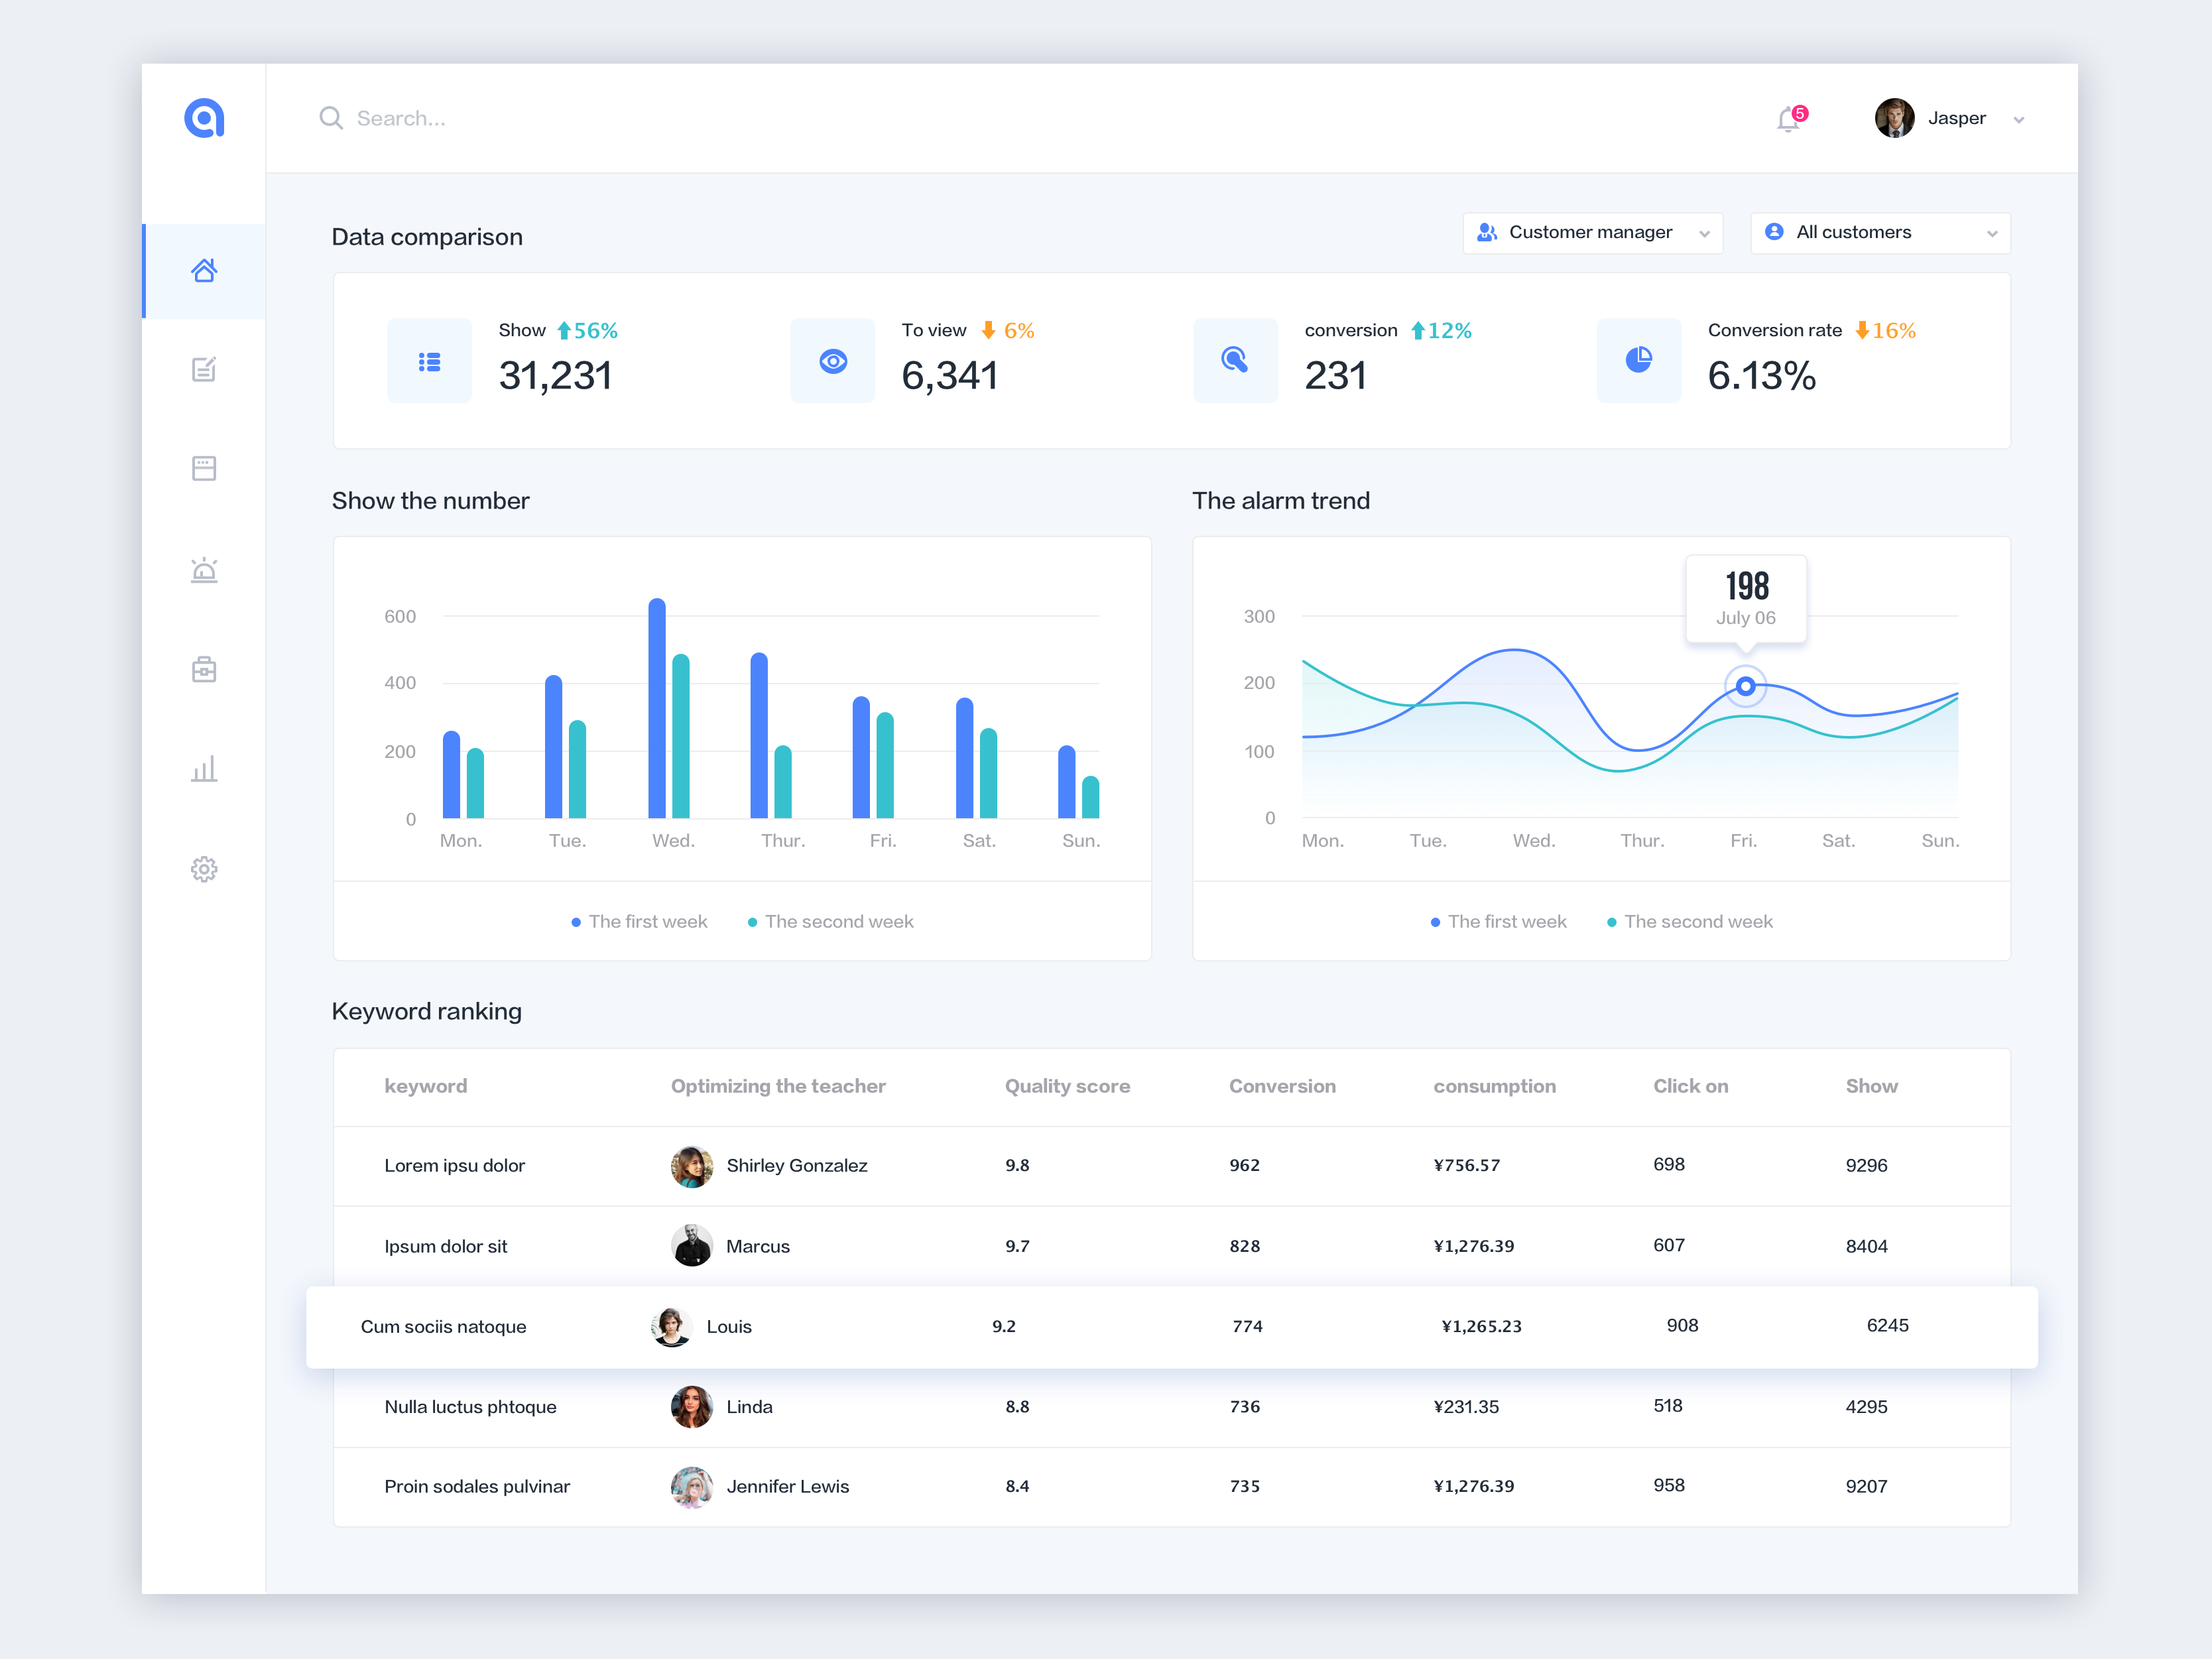 Search...
5
Jasper
Data comparison
Customer manager
All customers
Show 56%
31,231
To view 6%
6,341
conversion 12%
231
Conversion rate 16%
6.13%
Show the number
600
400
200
0
Mon. Tue. Wed. Thur. Fri. Sat. Sun.
The first week The second week
The alarm trend
198
July 06
300
200
100
0
Mon. Tue. Wed. Thur. Fri. Sat. Sun.
The first week The second week
Keyword ranking
keyword Optimizing the teacher Quality score Conversion consumption Click on Show
Lorem ipsu dolor Shirley Gonzalez 9.8 962 ¥756.57 698 9296
Ipsum dolor sit Marcus 9.7 828 ¥1,276.39 607 8404
Cum sociis natoque Louis 9.2 774 ¥1,265.23 908 6245
Nulla luctus phtoque Linda 8.8 736 ¥231.35 518 4295
Proin sodales pulvinar Jennifer Lewis 8.4 735 ¥1,276.39 958 9207